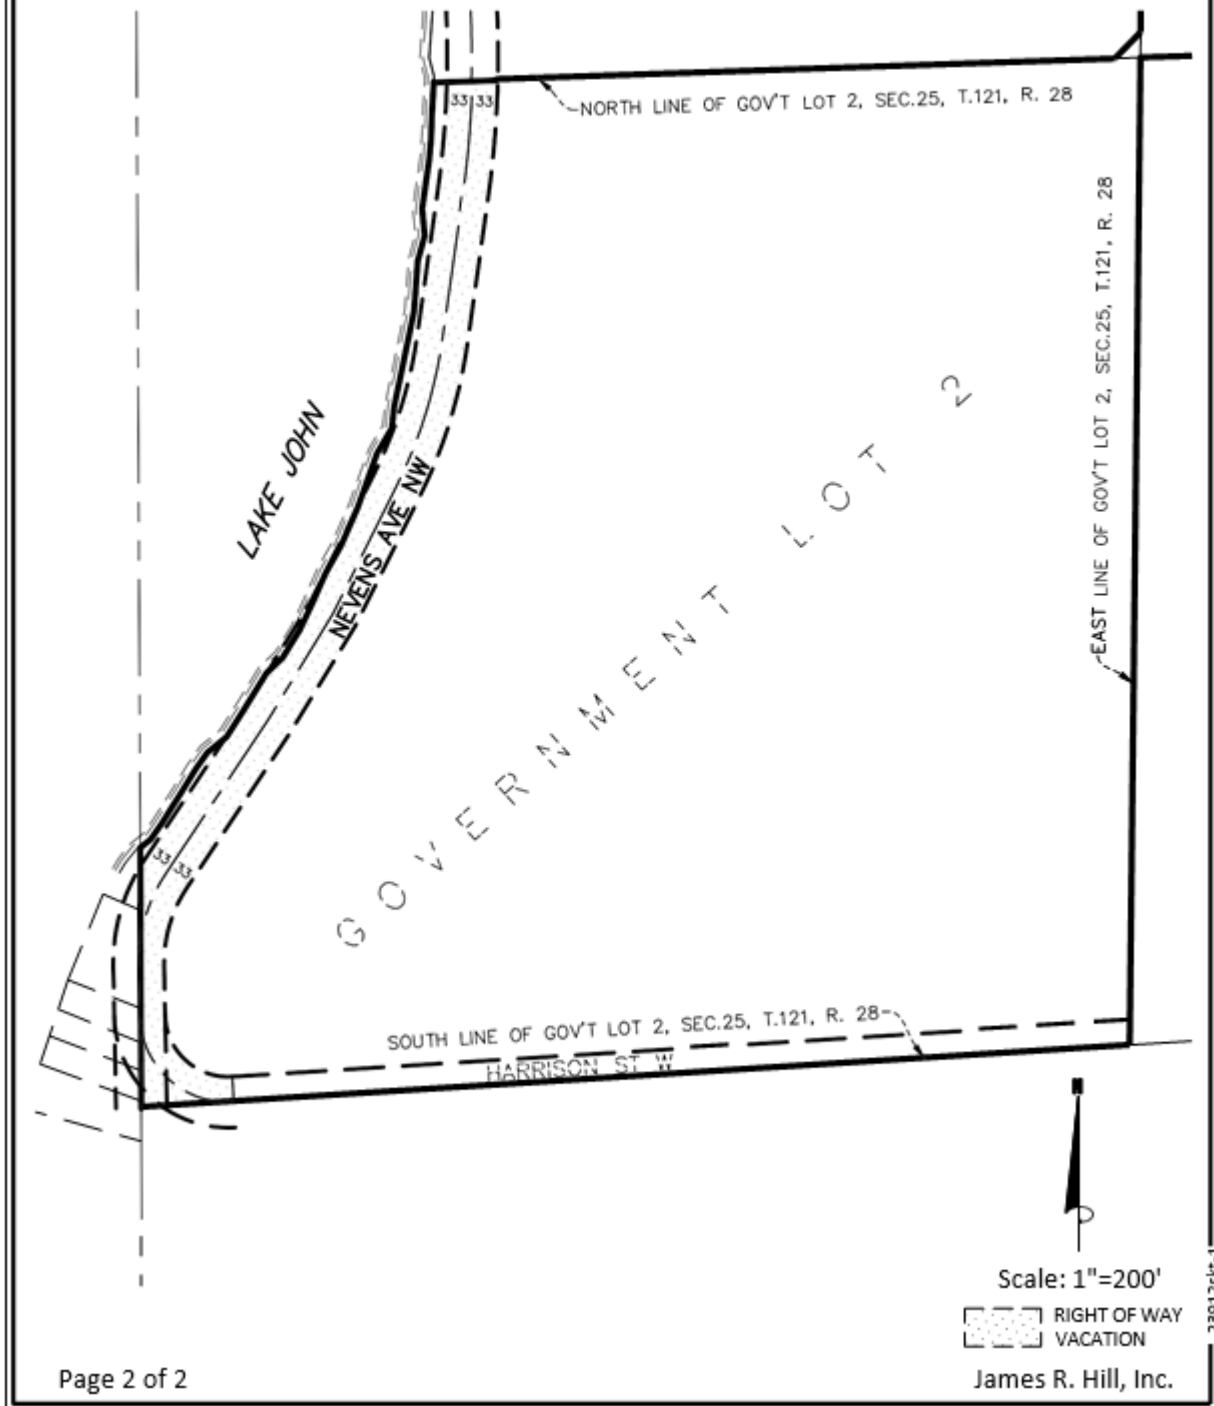 33 33
NORTH LINE OF GOV'T LOT 2, SEC.25, T.121, R. 28
EAST LINE OF GOV'T LOT 2, SEC.25, T.121, R. 28
LAKE JOHN
NEVENS AVE NW
GOVERNMENT LOT 2
33 33
SOUTH LINE OF GOV'T LOT 2, SEC.25, T.121, R. 28
HARRISON ST W
N
Scale: 1"=200'
RIGHT OF WAY
VACATION
Page 2 of 2
James R. Hill, Inc.